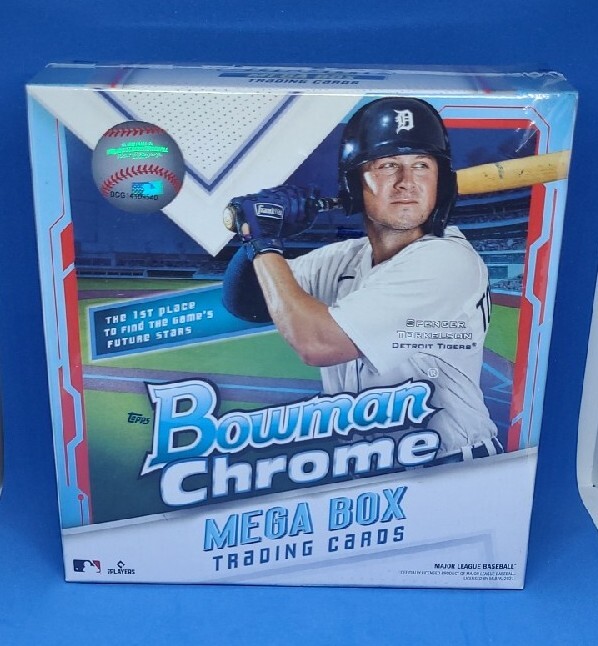 TRADING CARDS
D
THE 1ST PLACE
TO FIND THE GAME'S
FUTURE STARS
SPENCER
TORKELSON
DETROIT TIGERS®
TOPPS
Bowman
Chrome
MEGA BOX
TRADING CARDS
PLAYERS
MAJOR LEAGUE BASEBALL